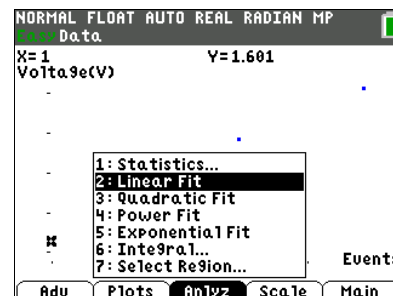 NORMAL FLOAT AUTO REAL RADIAN MP
EasyData
X=1 Y=1.601
Voltage(V)
1:Statistics...
2:Linear Fit
3:Quadratic Fit
4:Power Fit
5:Exponential Fit
6:Integral...
7:Select Region...
Events
Adv Plots Anlyz Scale Main